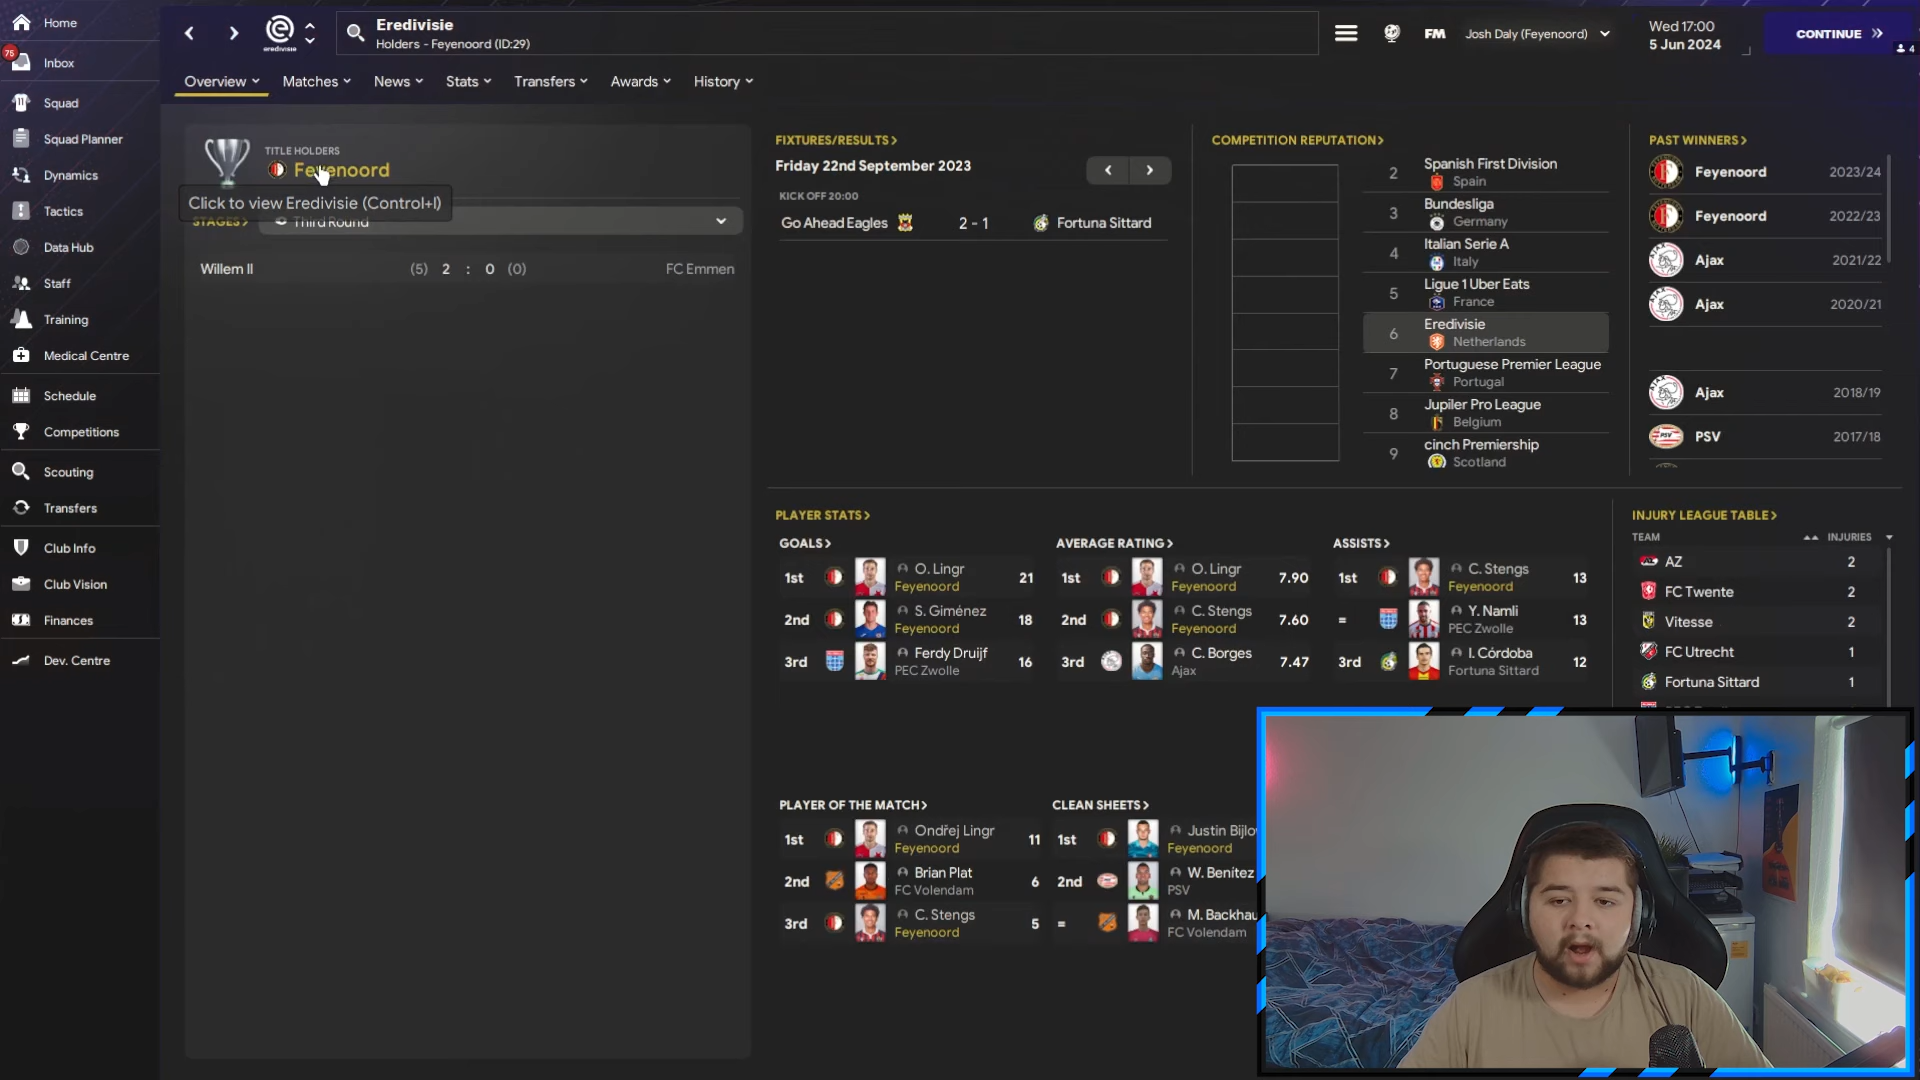 Home
75
Inbox
Squad
Squad Planner
Dynamics
Tactics
Data Hub
Staff
Training
Medical Centre
Schedule
Competitions
Scouting
Transfers
Club Info
Club Vision
Finances
Dev. Centre
eredivisie
Eredivisie
Holders - Feyenoord (ID:29)
FM
Josh Daly (Feyenoord)
Wed 17:00
5 Jun 2024
CONTINUE
4
Overview
Matches
News
Stats
Transfers
Awards
History
TITLE HOLDERS
Feyenoord
Click to view Eredivisie (Control+I)
STAGES>
Third Round
Willem II (5) 2 : 0 (0) FC Emmen
FIXTURES/RESULTS>
Friday 22nd September 2023
KICK OFF 20:00
Go Ahead Eagles 2 - 1 Fortuna Sittard
COMPETITION REPUTATION>
2 Spanish First Division
Spain
3 Bundesliga
Germany
4 Italian Serie A
Italy
5 Ligue 1 Uber Eats
France
6 Eredivisie
Netherlands
7 Portuguese Premier League
Portugal
8 Jupiler Pro League
Belgium
9 cinch Premiership
Scotland
PAST WINNERS>
Feyenoord 2023/24
Feyenoord 2022/23
Ajax 2021/22
Ajax 2020/21
Ajax 2018/19
PSV 2017/18
PLAYER STATS>
GOALS>
1st O. Lingr 21
Feyenoord
2nd S. Giménez 18
Feyenoord
3rd Ferdy Druijf 16
PEC Zwolle
AVERAGE RATING>
1st O. Lingr 7.90
Feyenoord
2nd C. Stengs 7.60
Feyenoord
3rd C. Borges 7.47
Ajax
ASSISTS>
1st C. Stengs 13
Feyenoord
= Y. Namli 13
PEC Zwolle
3rd I. Córdoba 12
Fortuna Sittard
INJURY LEAGUE TABLE>
TEAM INJURIES
AZ 2
FC Twente 2
Vitesse 2
FC Utrecht 1
Fortuna Sittard 1
PLAYER OF THE MATCH>
1st Ondřej Lingr 11
Feyenoord
2nd Brian Plat 6
FC Volendam
3rd C. Stengs 5
Feyenoord
CLEAN SHEETS>
1st Justin Bijlo
Feyenoord
2nd W. Benítez
PSV
= M. Backhau
FC Volendam